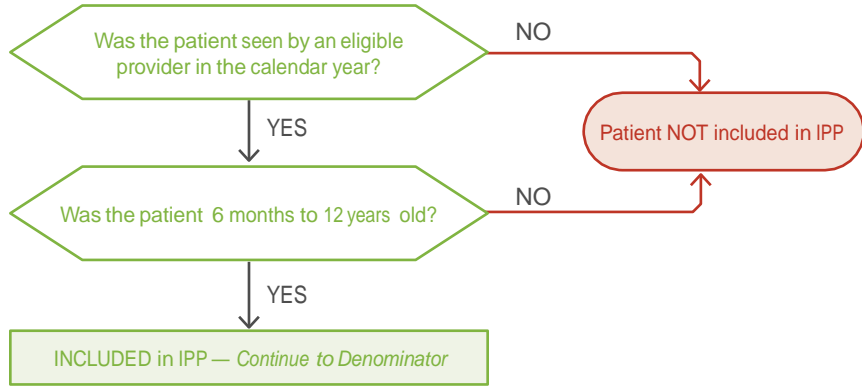 Was the patient seen by an eligible
provider in the calendar year?
NO
YES
Patient NOT included in IPP
Was the patient 6 months to 12 years old?
NO
YES
INCLUDED in IPP — Continue to Denominator